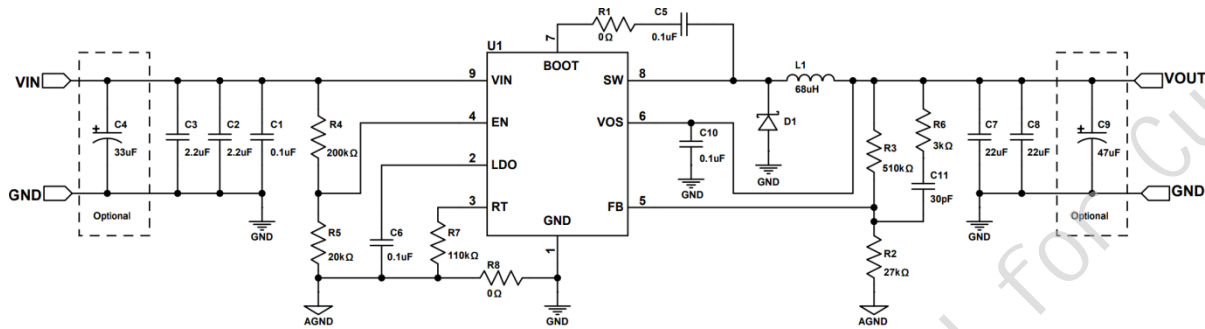 R1
0Ω
C5
0.1uF
7
U1
BOOT
VIN
9
VIN
SW
8
L1
68uH
VOUT
C4
33uF
C3
2.2uF
C2
2.2uF
C1
0.1uF
R4
200kΩ
4
EN
VOS
6
C10
0.1uF
GND
D1
GND
R3
510kΩ
R6
3kΩ
C11
30pF
C7
22uF
C8
22uF
C9
47uF
GND
Optional
GND
2
LDO
3
RT
GND
1
FB
5
GND
Optional
GND
R5
20kΩ
C6
0.1uF
R7
110kΩ
R8
0Ω
R2
27kΩ
AGND
GND
AGND
for Cu